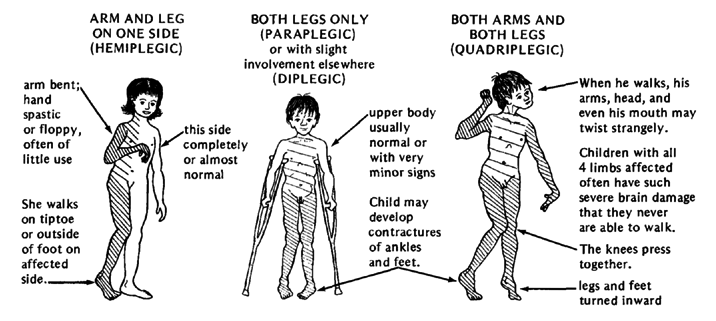 ARM AND LEG
ON ONE SIDE
(HEMIPLEGIC)
arm bent;
hand
spastic
or floppy,
often of
little use
this side
completely
or almost
normal
She walks
on tiptoe
or outside
of foot on
affected
side.
BOTH LEGS ONLY
(PARAPLEGIC)
or with slight
involvement elsewhere
(DIPLEGIC)
upper body
usually
normal or
with very
minor signs
Child may
develop
contractures
of ankles
and feet.
BOTH ARMS AND
BOTH LEGS
(QUADRIPLEGIC)
When he walks, his
arms, head, and
even his mouth may
twist strangely.
Children with all
4 limbs affected
often have such
severe brain damage
that they never
are able to walk.
The knees press
together.
legs and feet
turned inward